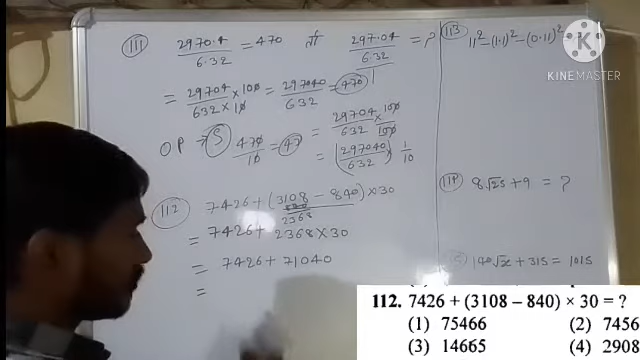 111 2970.4 / 6.32 = 470 तो 297.04 / 6.32 = ?
= 29704 / 632 × 100 / 10 = 297040 / 632 = 470
= 29704 / 632 × 100 / 100
OP → 5 470 / 10 = 47
= (297040 / 632) × 1 / 10
112 7426 + (3108 - 840) × 30
2368
= 7426 + 2368 × 30
= 7426 + 71040
=
113 11² - (1.1)² - (0.11)²
114 8√25 + 9 = ?
140√x + 315 = 1015
KINEMASTER
112. 7426 + (3108 – 840) × 30 = ?
(1) 75466 (2) 7456
(3) 14665 (4) 2908